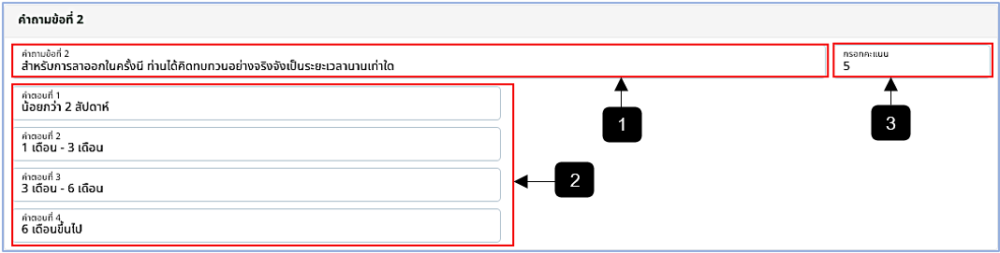 คำถามข้อที่ 2
คำถามข้อที่ 2
สำหรับการลาออกในครั้งนี้ ท่านได้คิดทบทวนอย่างจริงจังเป็นระยะเวลานานเท่าใด
กรอกคะแนน
5
1
3
คำตอบที่ 1
น้อยกว่า 2 สัปดาห์
คำตอบที่ 2
1 เดือน - 3 เดือน
คำตอบที่ 3
3 เดือน - 6 เดือน
2
คำตอบที่ 4
6 เดือนขึ้นไป